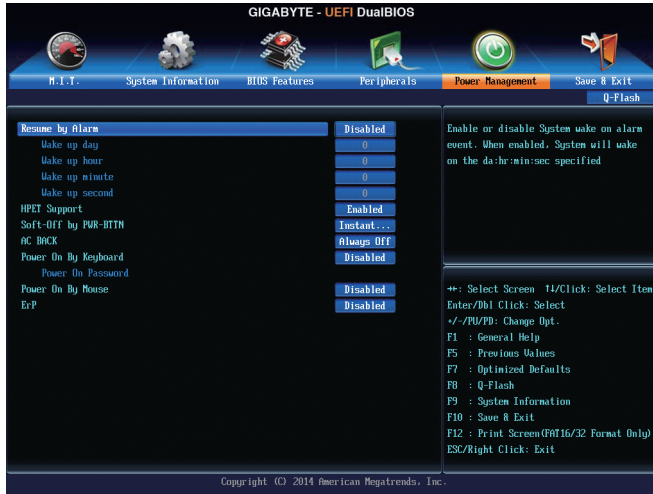 GIGABYTE - UEFI DualBIOS
M.I.T. System Information BIOS Features Peripherals Power Management Save & Exit
Q-Flash
Resume by Alarm Disabled
Wake up day 0
Wake up hour 0
Wake up minute 0
Wake up second 0
HPET Support Enabled
Soft-Off by PWR-BTTN Instant...
AC BACK Always Off
Power On By Keyboard Disabled
Power On Password
Power On By Mouse Disabled
ErP Disabled
Enable or disable System wake on alarm
event. When enabled, System will wake
on the da:hr:min:sec specified
→←: Select Screen ↑↓/Click: Select Item
Enter/Dbl Click: Select
+/-/PU/PD: Change Opt.
F1 : General Help
F5 : Previous Values
F7 : Optimized Defaults
F8 : Q-Flash
F9 : System Information
F10 : Save & Exit
F12 : Print Screen(FAT16/32 Format Only)
ESC/Right Click: Exit
Copyright (C) 2014 American Megatrends, Inc.